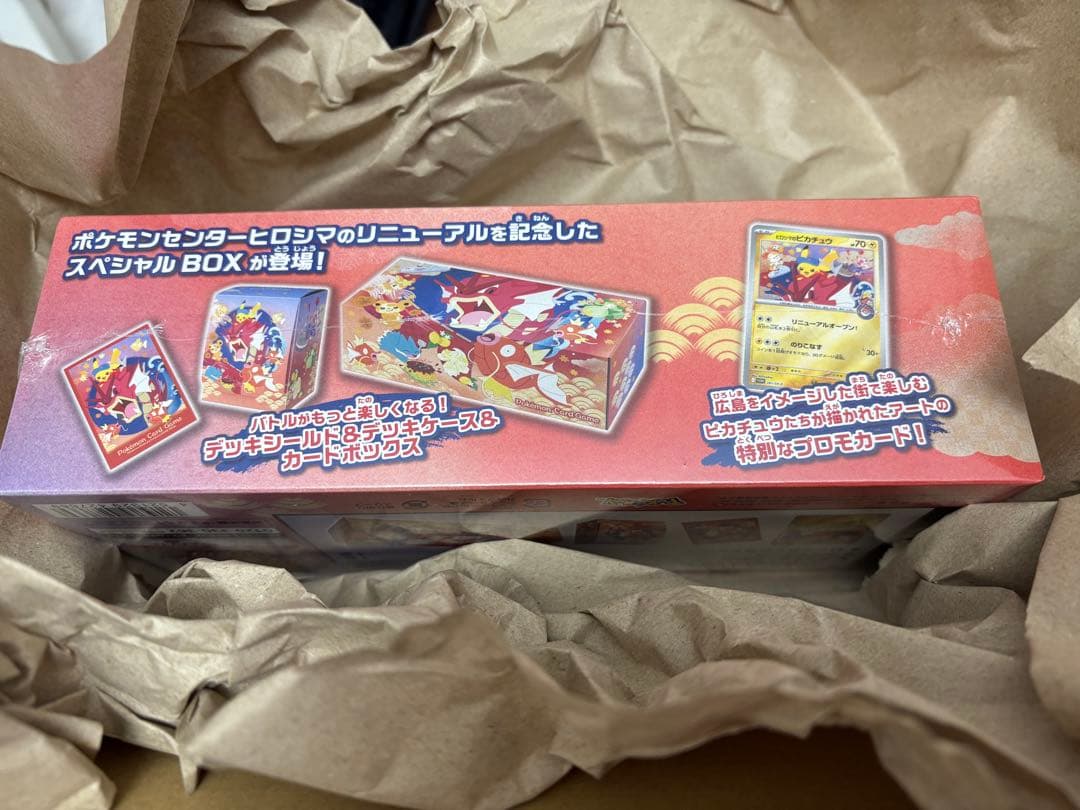 ポケモンセンターヒロシマのリニューアルを記念した
スペシャルBOXが登場!
Pokémon Card Game
バトルがもっと楽しくなる!
デッキシールド&デッキケース&
カードボックス
Pokémon Card Game
ヒロシマのピカチュウ 70
リニューアルオープン!
のりこなす 30+
広島をイメージした街で楽しむ
ピカチュウたちが描かれたアートの
特別なプロモカード!